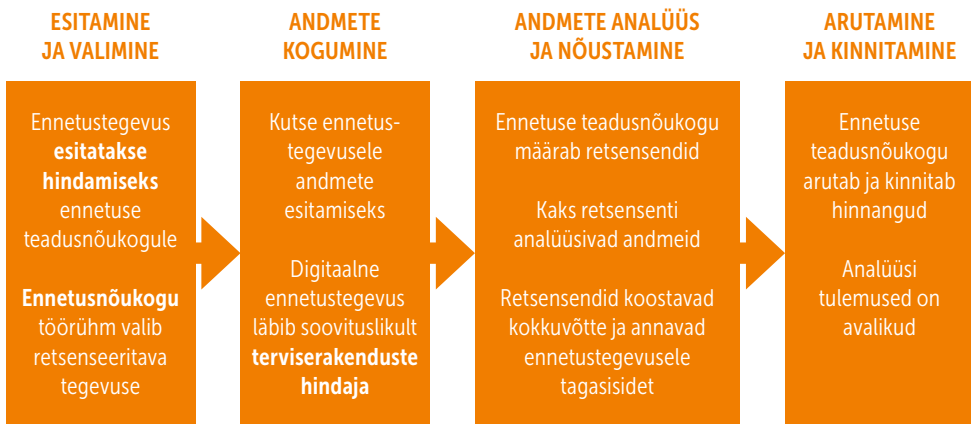 ESITAMINE
JA VALIMINE
Ennetustegevus
esitatakse
hindamiseks
ennetuse
teadusnõukogule
Ennetusnõukogu
töörühm valib
retsenseeritava
tegevuse
ANDMETE
KOGUMINE
Kutse ennetus-
tegevusele
andmete
esitamiseks
Digitaalne
ennetustegevus
läbib soovituslikult
terviserakenduste
hindaja
ANDMETE ANALÜÜS
JA NÕUSTAMINE
Ennetuse teadusnõukogu
määrab retsensendid
Kaks retsensenti
analüüsivad andmeid
Retsensendid koostavad
kokkuvõtte ja annavad
ennetustegevusele
tagasisidet
ARUTAMINE
JA KINNITAMINE
Ennetuse
teadusnõukogu
arutab ja kinnitab
hinnangud
Analüüsi
tulemused on
avalikud